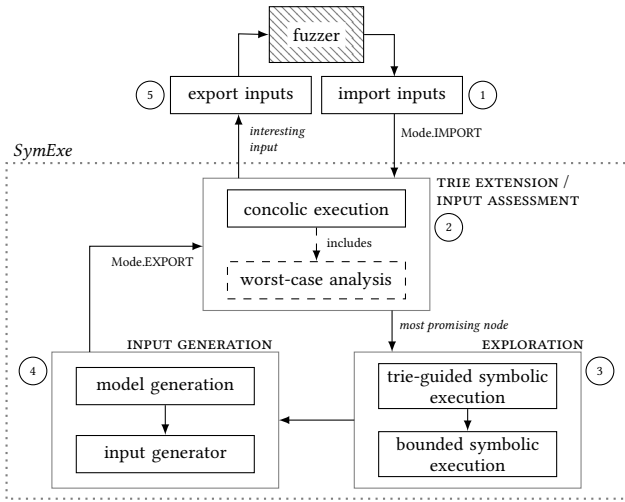 fuzzer
5
export inputs
import inputs
1
interesting
input
Mode.IMPORT
SymExe
TRIE EXTENSION /
INPUT ASSESSMENT
concolic execution
2
includes
Mode.EXPORT
worst-case analysis
most promising node
INPUT GENERATION
EXPLORATION
4
model generation
trie-guided symbolic
execution
3
input generator
bounded symbolic
execution